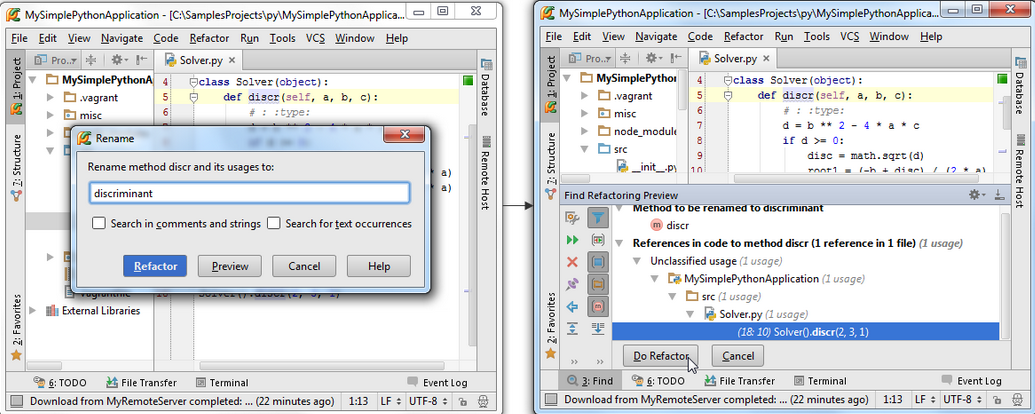 MySimplePythonApplication - [C:\SamplesProjects\py\MySimplePythonApplica...
File Edit View Navigate Code Refactor Run Tools VCS Window Help
1: Project
7: Structure
2: Favorites
Pro..
Solver.py
MySimplePythonA
.vagrant
misc
External Libraries
4 class Solver(object):
5 def discr(self, a, b, c):
6 # : :type:
Rename
Rename method discr and its usages to:
discriminant
Search in comments and strings
Search for text occurrences
Refactor
Preview
Cancel
Help
Database
Remote Host
6: TODO
File Transfer
Terminal
Event Log
Download from MyRemoteServer completed: ... (22 minutes ago)
1:13
LF
UTF-8
MySimplePythonApplication - [C:\SamplesProjects\py\MySimplePythonApplica...
File Edit View Navigate Code Refactor Run Tools VCS Window Help
1: Project
7: Structure
2: Favorites
Pro..
Solver.py
MySimplePython
.vagrant
misc
node_module
src
__init__.py
4 class Solver(object):
5 def discr(self, a, b, c):
6 # : :type:
7 d = b ** 2 - 4 * a * c
8 if d >= 0:
9 disc = math.sqrt(d)
10 root1 = (-b + disc) / (2 * a)
Database
Remote Host
Find Refactoring Preview
Method to be renamed to discriminant
discr
References in code to method discr (1 reference in 1 file) (1 usage)
Unclassified usage (1 usage)
MySimplePythonApplication (1 usage)
src (1 usage)
Solver.py (1 usage)
(18: 10) Solver().discr(2, 3, 1)
Do Refactor
Cancel
3: Find
6: TODO
File Transfer
Terminal
Event Log
Download from MyRemoteServer completed: ... (22 minutes ago)
1:13
LF
UTF-8